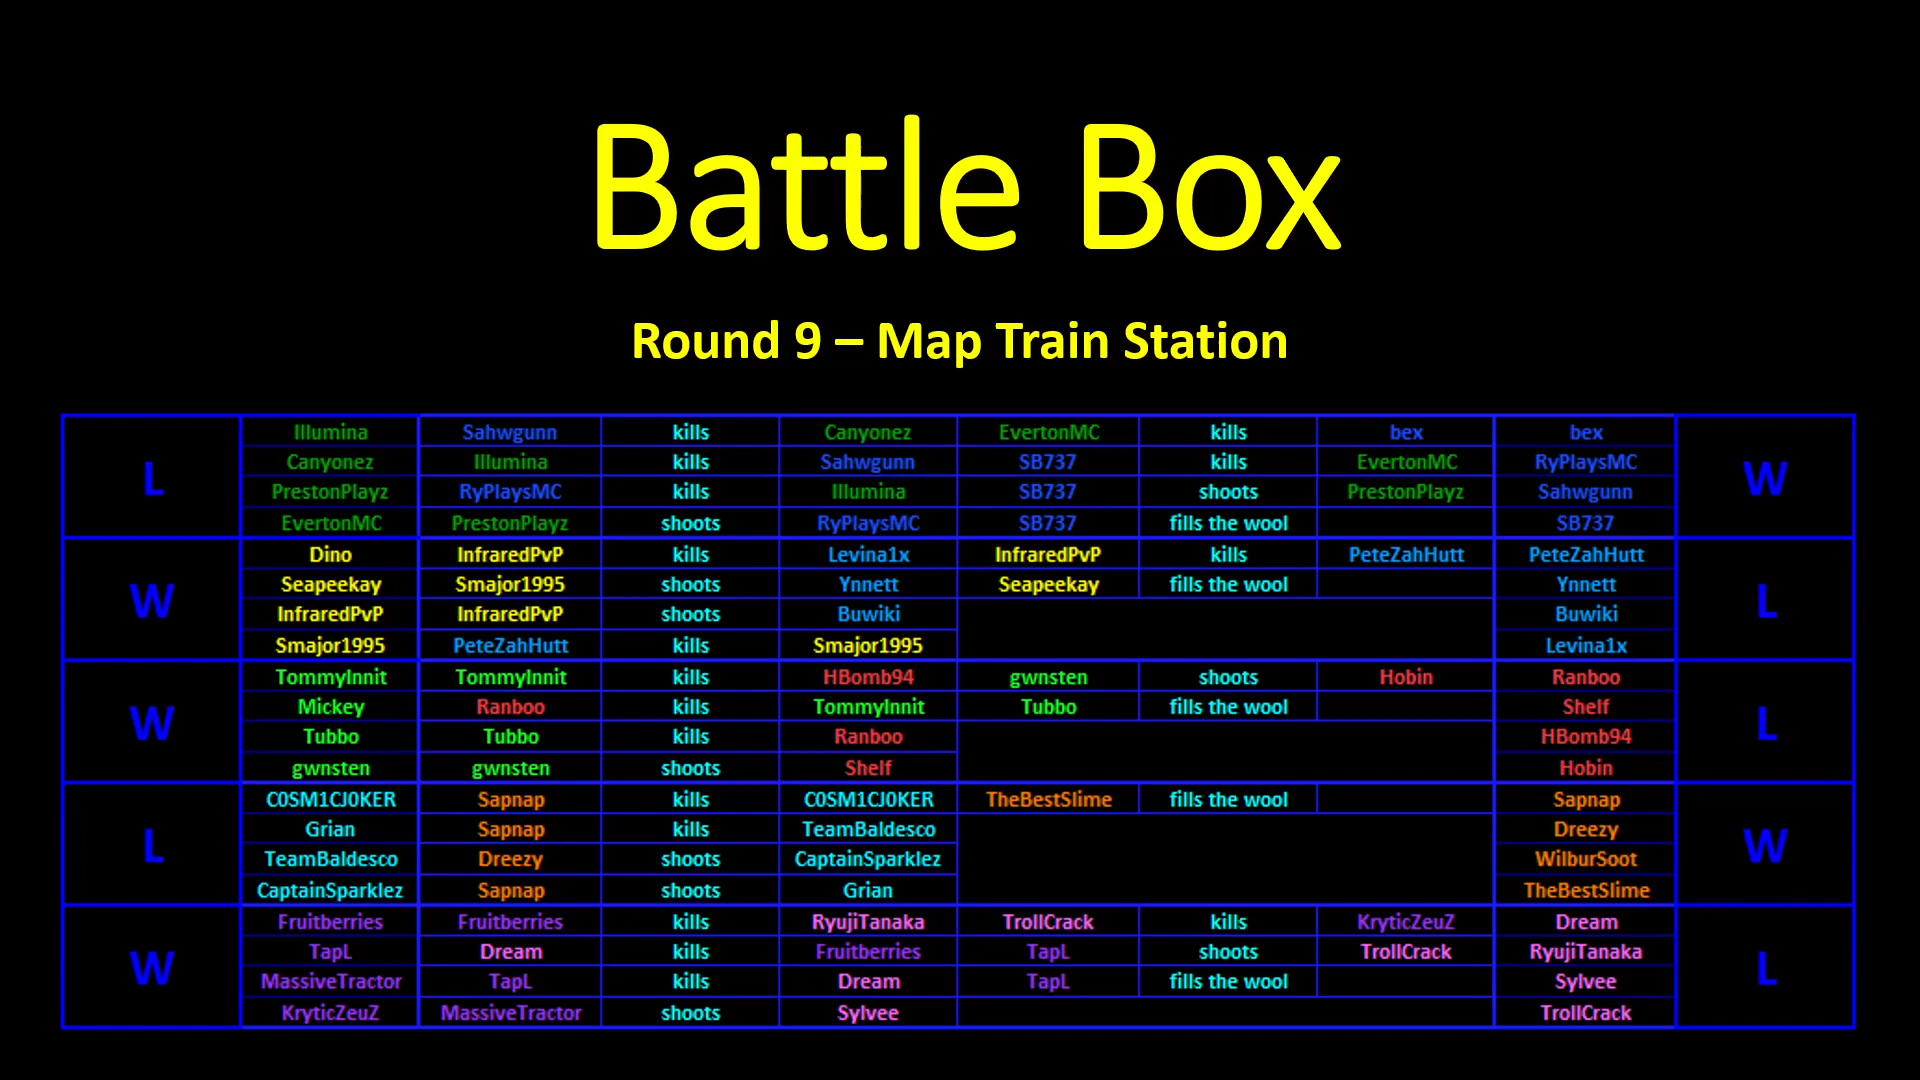 Battle Box
Round 9 – Map Train Station
L
Illumina Sahwgunn kills Canyonez EvertonMC kills bex bex
Canyonez Illumina kills Sahwgunn SB737 kills EvertonMC RyPlaysMC
PrestonPlayz RyPlaysMC kills Illumina SB737 shoots PrestonPlayz Sahwgunn
EvertonMC PrestonPlayz shoots RyPlaysMC SB737 fills the wool SB737
W
W
Dino InfraredPvP kills Levina1x InfraredPvP kills PeteZahHutt PeteZahHutt
Seapeekay Smajor1995 shoots Ynnett Seapeekay fills the wool Ynnett
InfraredPvP InfraredPvP shoots Buwiki Buwiki
Smajor1995 PeteZahHutt kills Smajor1995 Levina1x
L
W
TommyInnit TommyInnit kills HBomb94 gwnsten shoots Hobin Ranboo
Mickey Ranboo kills TommyInnit Tubbo fills the wool Shelf
Tubbo Tubbo kills Ranboo HBomb94
gwnsten gwnsten shoots Shelf Hobin
L
L
C0SM1CJ0KER Sapnap kills C0SM1CJ0KER TheBestSlime fills the wool Sapnap
Grian Sapnap kills TeamBaldesco Dreezy
TeamBaldesco Dreezy shoots CaptainSparklez WilburSoot
CaptainSparklez Sapnap shoots Grian TheBestSlime
W
W
Fruitberries Fruitberries kills RyujiTanaka TrollCrack kills KryticZeuZ Dream
TapL Dream kills Fruitberries TapL shoots TrollCrack RyujiTanaka
MassiveTractor TapL kills Dream TapL fills the wool Sylvee
KryticZeuZ MassiveTractor shoots Sylvee TrollCrack
L